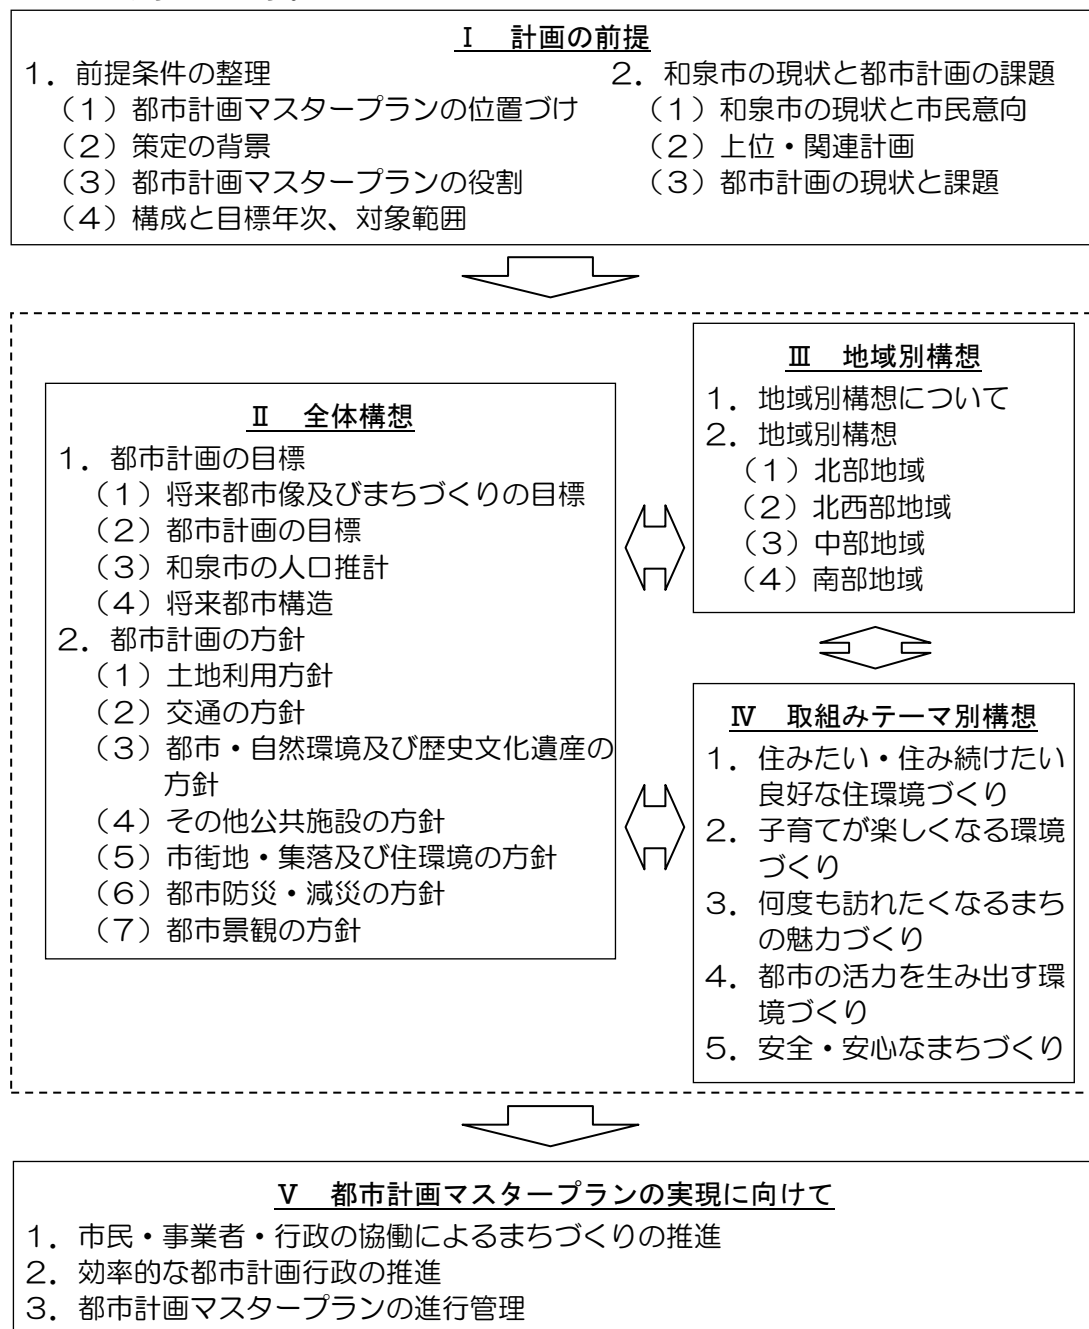 Ⅰ 計画の前提
1．前提条件の整理
（1）都市計画マスタープランの位置づけ
（2）策定の背景
（3）都市計画マスタープランの役割
（4）構成と目標年次、対象範囲
2．和泉市の現状と都市計画の課題
（1）和泉市の現状と市民意向
（2）上位・関連計画
（3）都市計画の現状と課題
Ⅱ 全体構想
1．都市計画の目標
（1）将来都市像及びまちづくりの目標
（2）都市計画の目標
（3）和泉市の人口推計
（4）将来都市構造
2．都市計画の方針
（1）土地利用方針
（2）交通の方針
（3）都市・自然環境及び歴史文化遺産の
方針
（4）その他公共施設の方針
（5）市街地・集落及び住環境の方針
（6）都市防災・減災の方針
（7）都市景観の方針
Ⅲ 地域別構想
1．地域別構想について
2．地域別構想
（1）北部地域
（2）北西部地域
（3）中部地域
（4）南部地域
Ⅳ 取組みテーマ別構想
1．住みたい・住み続けたい
良好な住環境づくり
2．子育てが楽しくなる環境
づくり
3．何度も訪れたくなるまち
の魅力づくり
4．都市の活力を生み出す環
境づくり
5．安全・安心なまちづくり
Ⅴ 都市計画マスタープランの実現に向けて
1．市民・事業者・行政の協働によるまちづくりの推進
2．効率的な都市計画行政の推進
3．都市計画マスタープランの進行管理